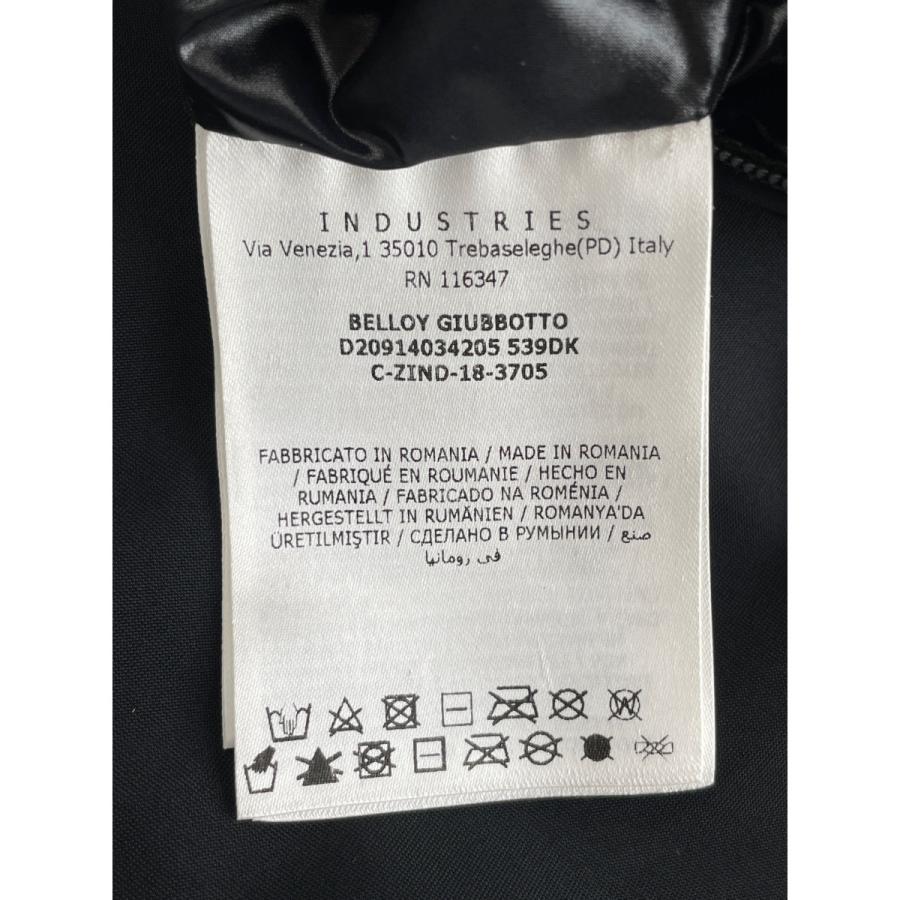 INDUSTRIES
Via Venezia,1 35010 Trebaseleghe(PD) Italy
RN 116347
BELLOY GIUBBOTTO
D20914034205 539DK
C-ZIND-18-3705
FABBRICATO IN ROMANIA / MADE IN ROMANIA
/ FABRIQUÉ EN ROUMANIE / HECHO EN
RUMANIA / FABRICADO NA ROMÉNIA /
HERGESTELLT IN RUMÄNIEN / ROMANYA'DA
ÜRETILMIŞTIR / СДЕЛАНО В РУМЫНИИ / صنع
في رومانيا